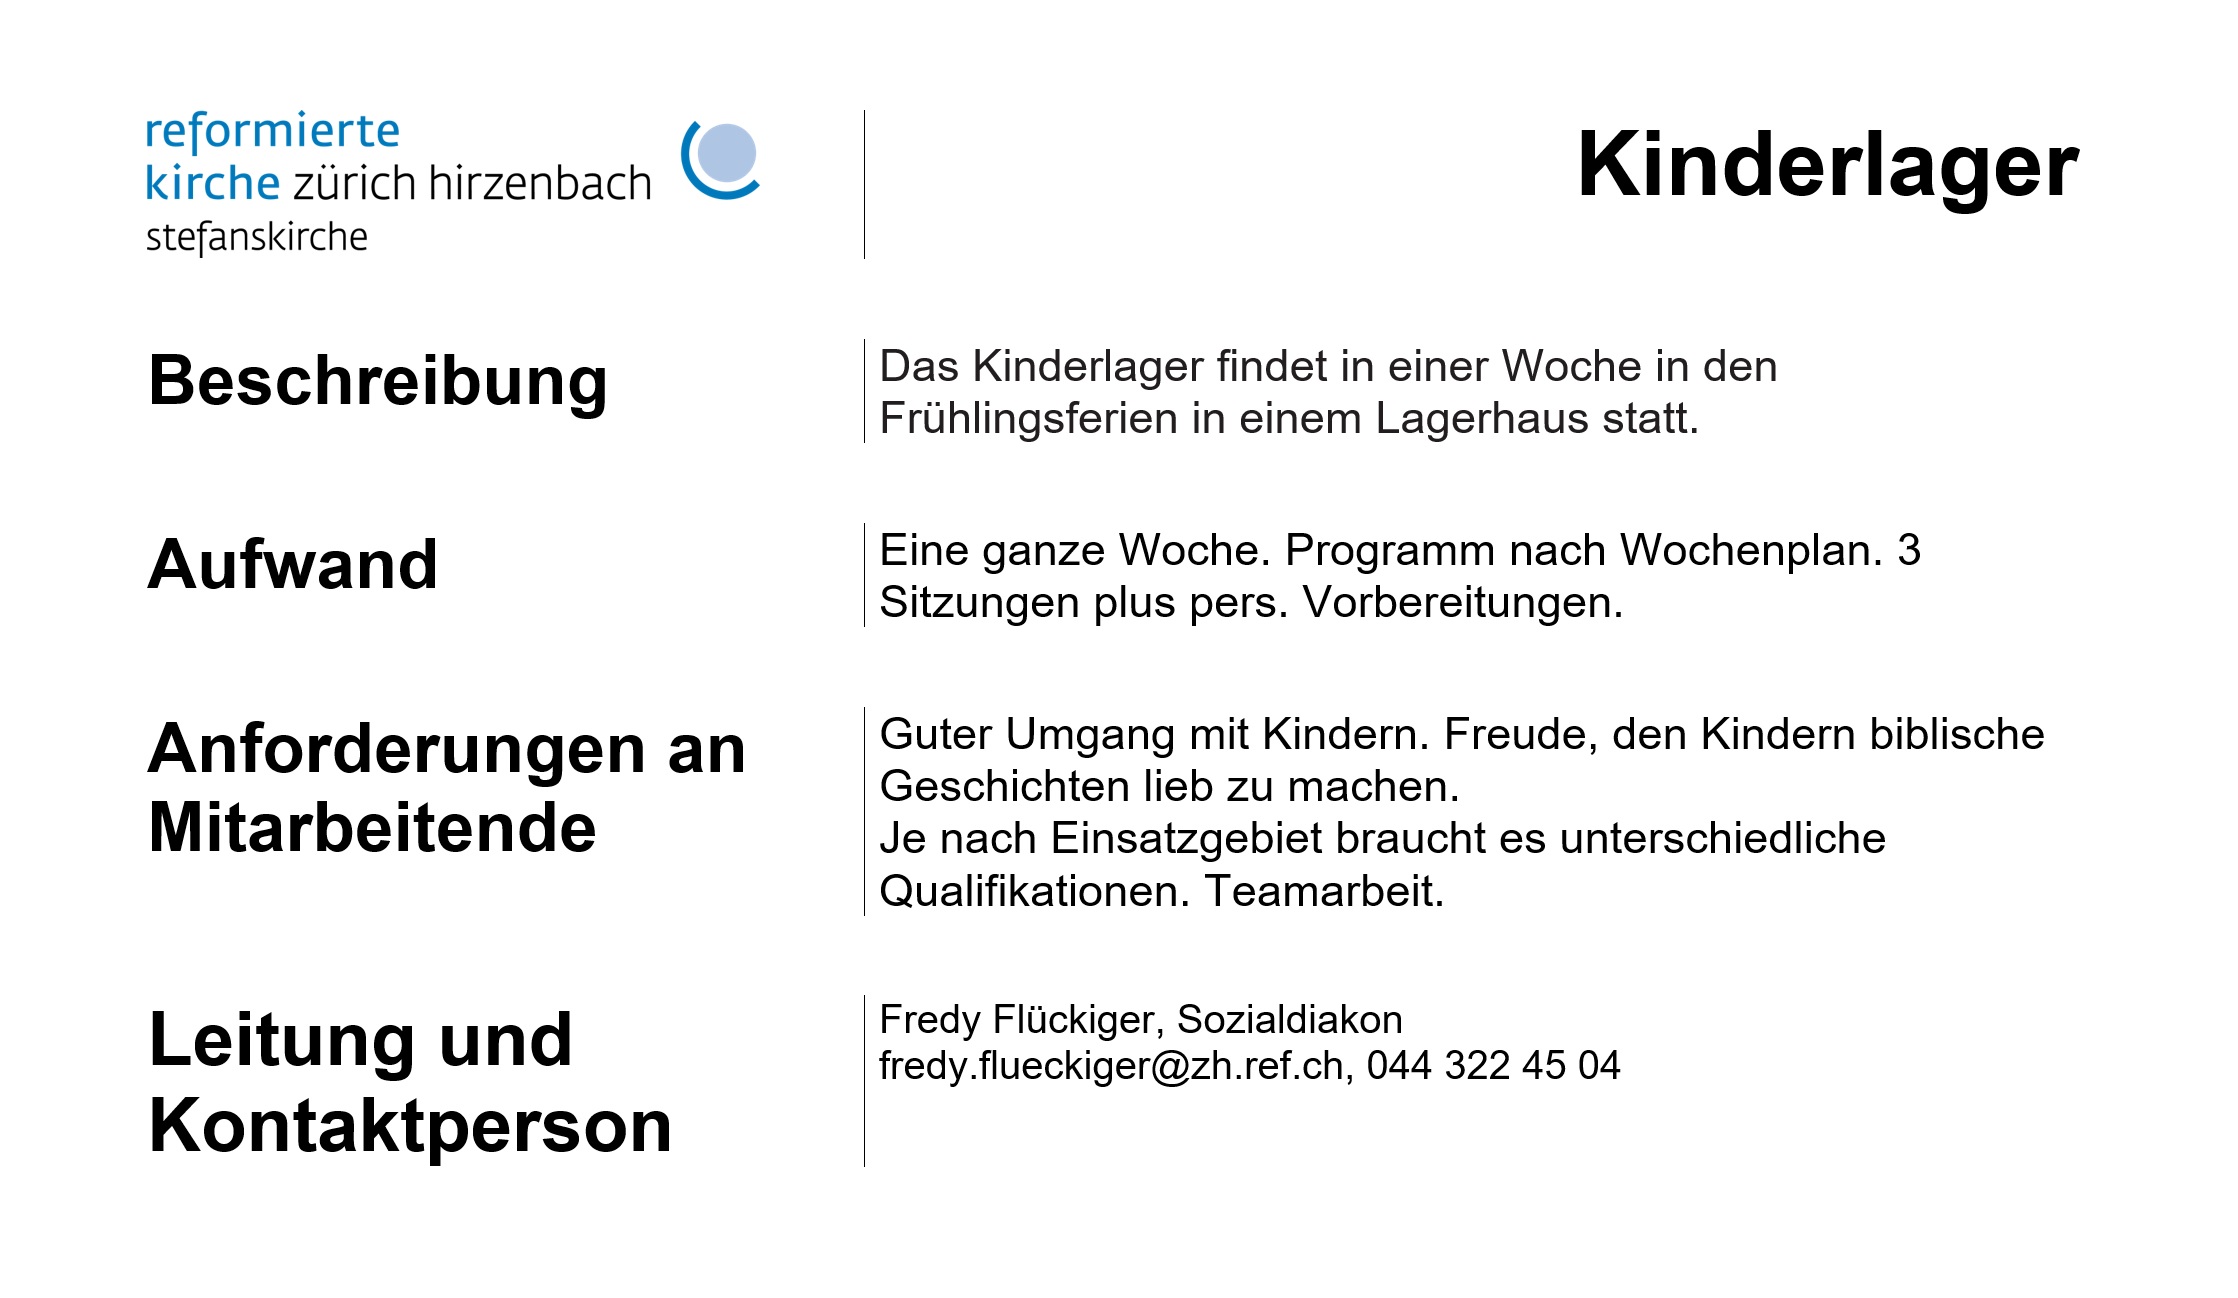 reformierte
kirche zürich hirzenbach
stefanskirche
Kinderlager
Beschreibung
Das Kinderlager findet in einer Woche in den
Frühlingsferien in einem Lagerhaus statt.
Aufwand
Eine ganze Woche. Programm nach Wochenplan. 3
Sitzungen plus pers. Vorbereitungen.
Anforderungen an
Mitarbeitende
Guter Umgang mit Kindern. Freude, den Kindern biblische
Geschichten lieb zu machen.
Je nach Einsatzgebiet braucht es unterschiedliche
Qualifikationen. Teamarbeit.
Leitung und
Kontaktperson
Fredy Flückiger, Sozialdiakon
fredy.flueckiger@zh.ref.ch, 044 322 45 04